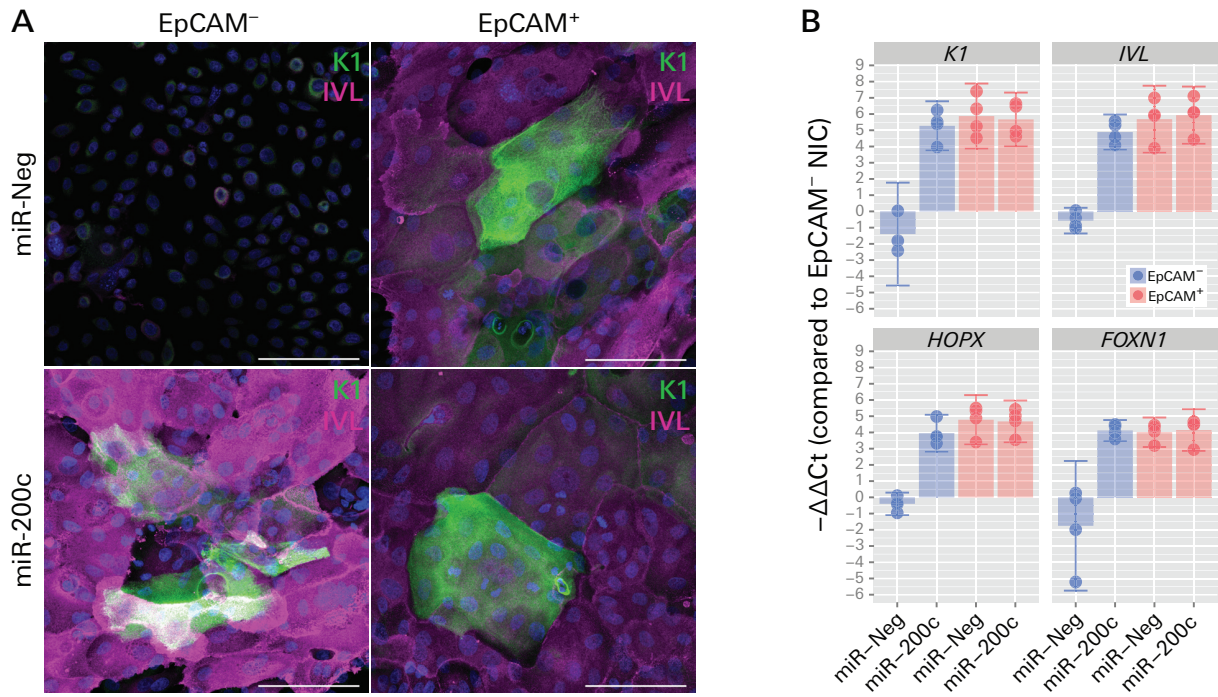 A
EpCAM⁻
EpCAM⁺
miR-Neg
K1
IVL
K1
IVL
miR-200c
K1
IVL
K1
IVL
B
−ΔΔCt (compared to EpCAM⁻ NIC)
K1
IVL
9
8
7
6
5
4
3
2
1
0
−1
−2
−3
−4
−5
−6
EpCAM⁻
EpCAM⁺
HOPX
FOXN1
9
8
7
6
5
4
3
2
1
0
−1
−2
−3
−4
−5
−6
miR−Neg
miR−200c
miR−Neg
miR−200c
miR−Neg
miR−200c
miR−Neg
miR−200c